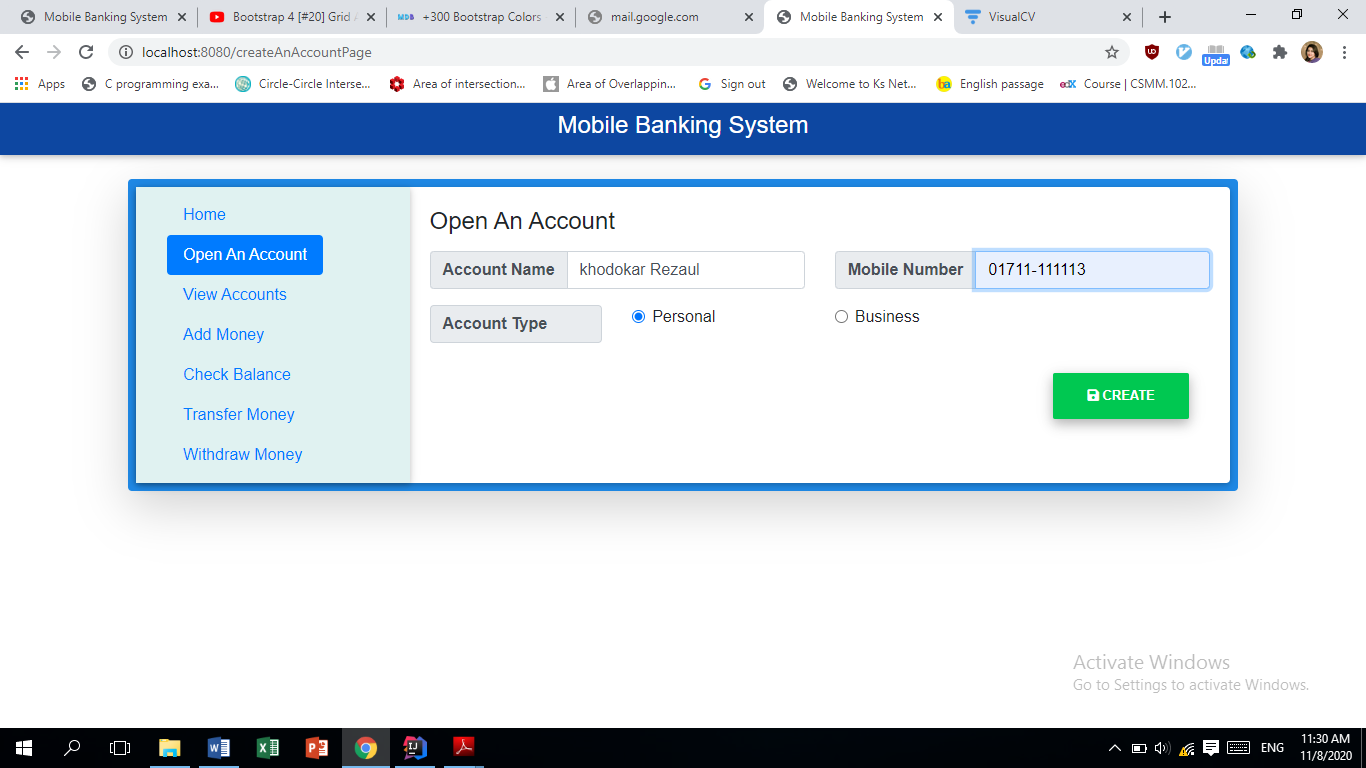 Mobile Banking System
Bootstrap 4 [#20] Grid
+300 Bootstrap Colors
mail.google.com
Mobile Banking System
VisualCV
localhost:8080/createAnAccountPage
Apps
C programming exa...
Circle-Circle Interse...
Area of intersection...
Area of Overlappin...
Sign out
Welcome to Ks Net...
English passage
Course | CSMM.102...
Mobile Banking System
Home
Open An Account
View Accounts
Add Money
Check Balance
Transfer Money
Withdraw Money
Open An Account
Account Name khodokar Rezaul
Mobile Number 01711-111113
Account Type Personal Business
CREATE
Activate Windows
Go to Settings to activate Windows.
ENG
11:30 AM
11/8/2020